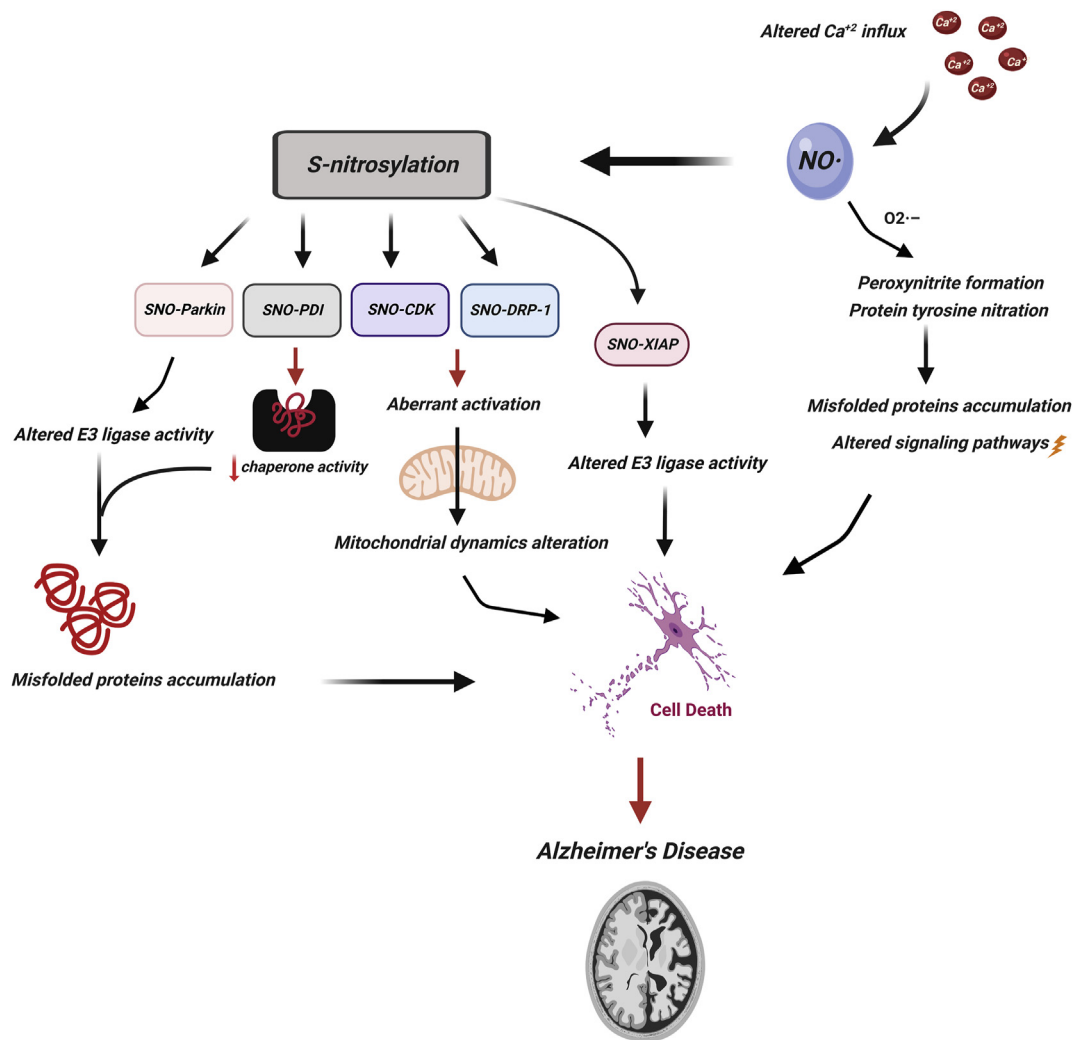 Altered Ca⁺² influx
Ca⁺²
Ca⁺²
Ca⁺²
Ca⁺
Ca⁺²
S-nitrosylation
NO·
O2·−
SNO-Parkin
SNO-PDI
SNO-CDK
SNO-DRP-1
SNO-XIAP
Peroxynitrite formation
Protein tyrosine nitration
Aberrant activation
Misfolded proteins accumulation
Altered E3 ligase activity
Altered signaling pathways
chaperone activity
Altered E3 ligase activity
Mitochondrial dynamics alteration
Misfolded proteins accumulation
Cell Death
Alzheimer's Disease